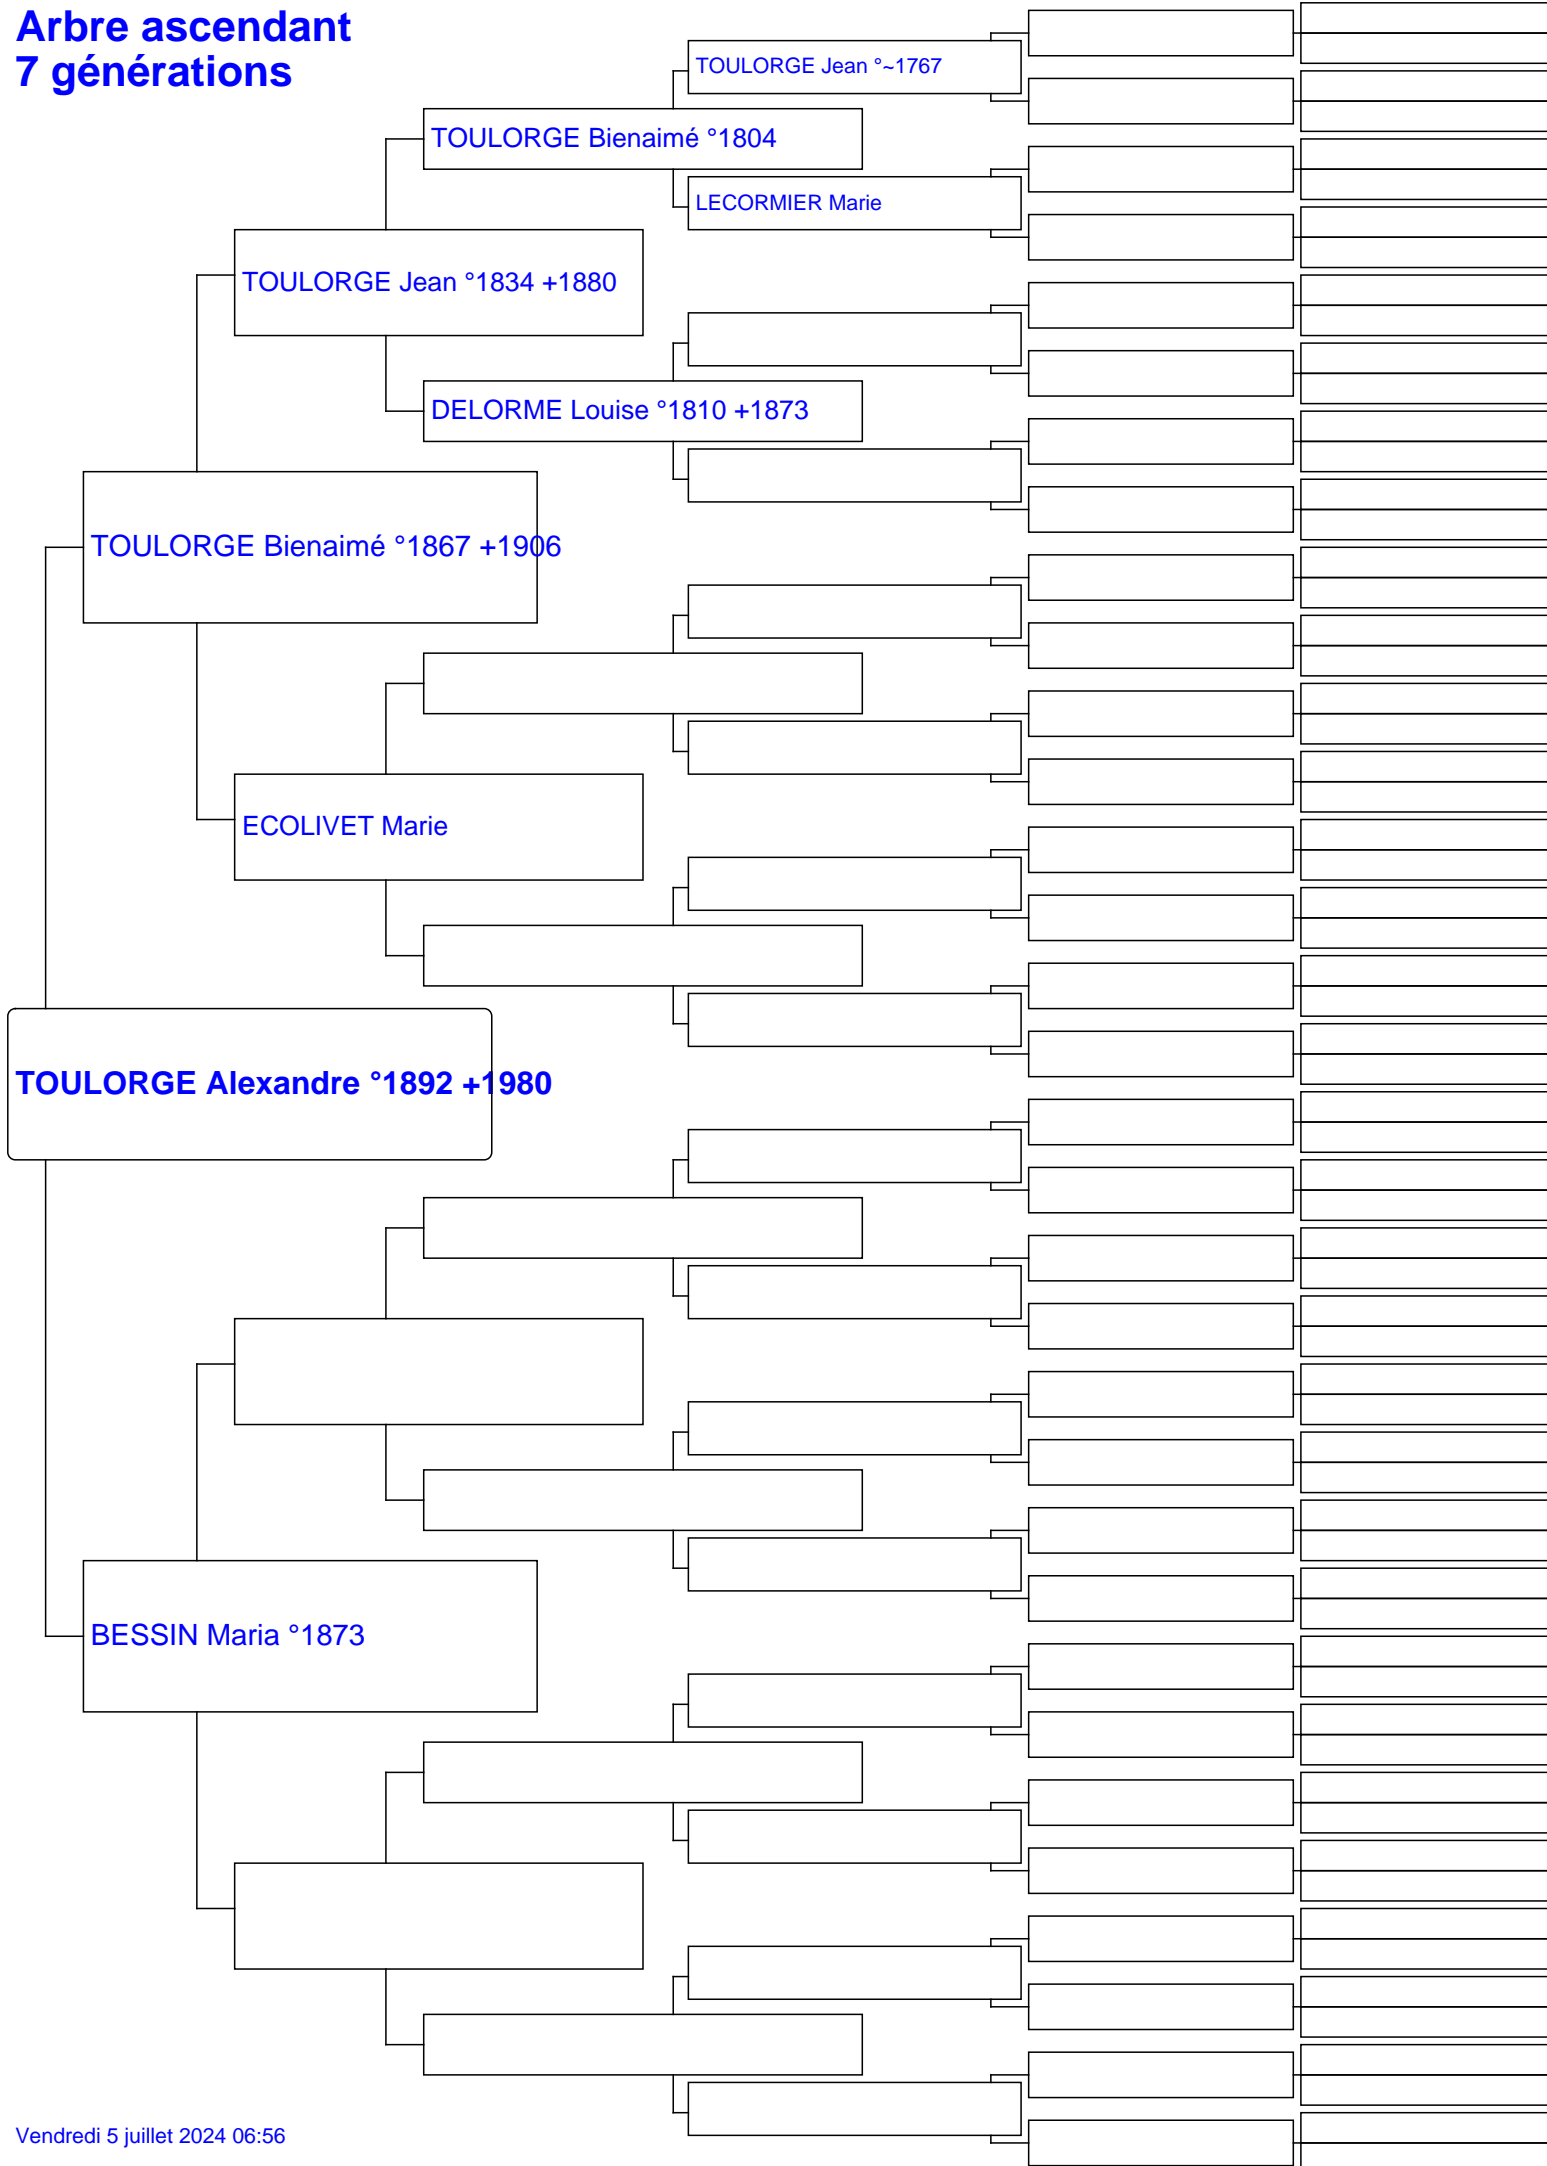 Arbre ascendant
7 générations
TOULORGE Jean °~1767
TOULORGE Bienaimé °1804
LECORMIER Marie
TOULORGE Jean °1834 +1880
DELORME Louise °1810 +1873
TOULORGE Bienaimé °1867 +1906
ECOLIVET Marie
TOULORGE Alexandre °1892 +1980
BESSIN Maria °1873
Vendredi 5 juillet 2024 06:56